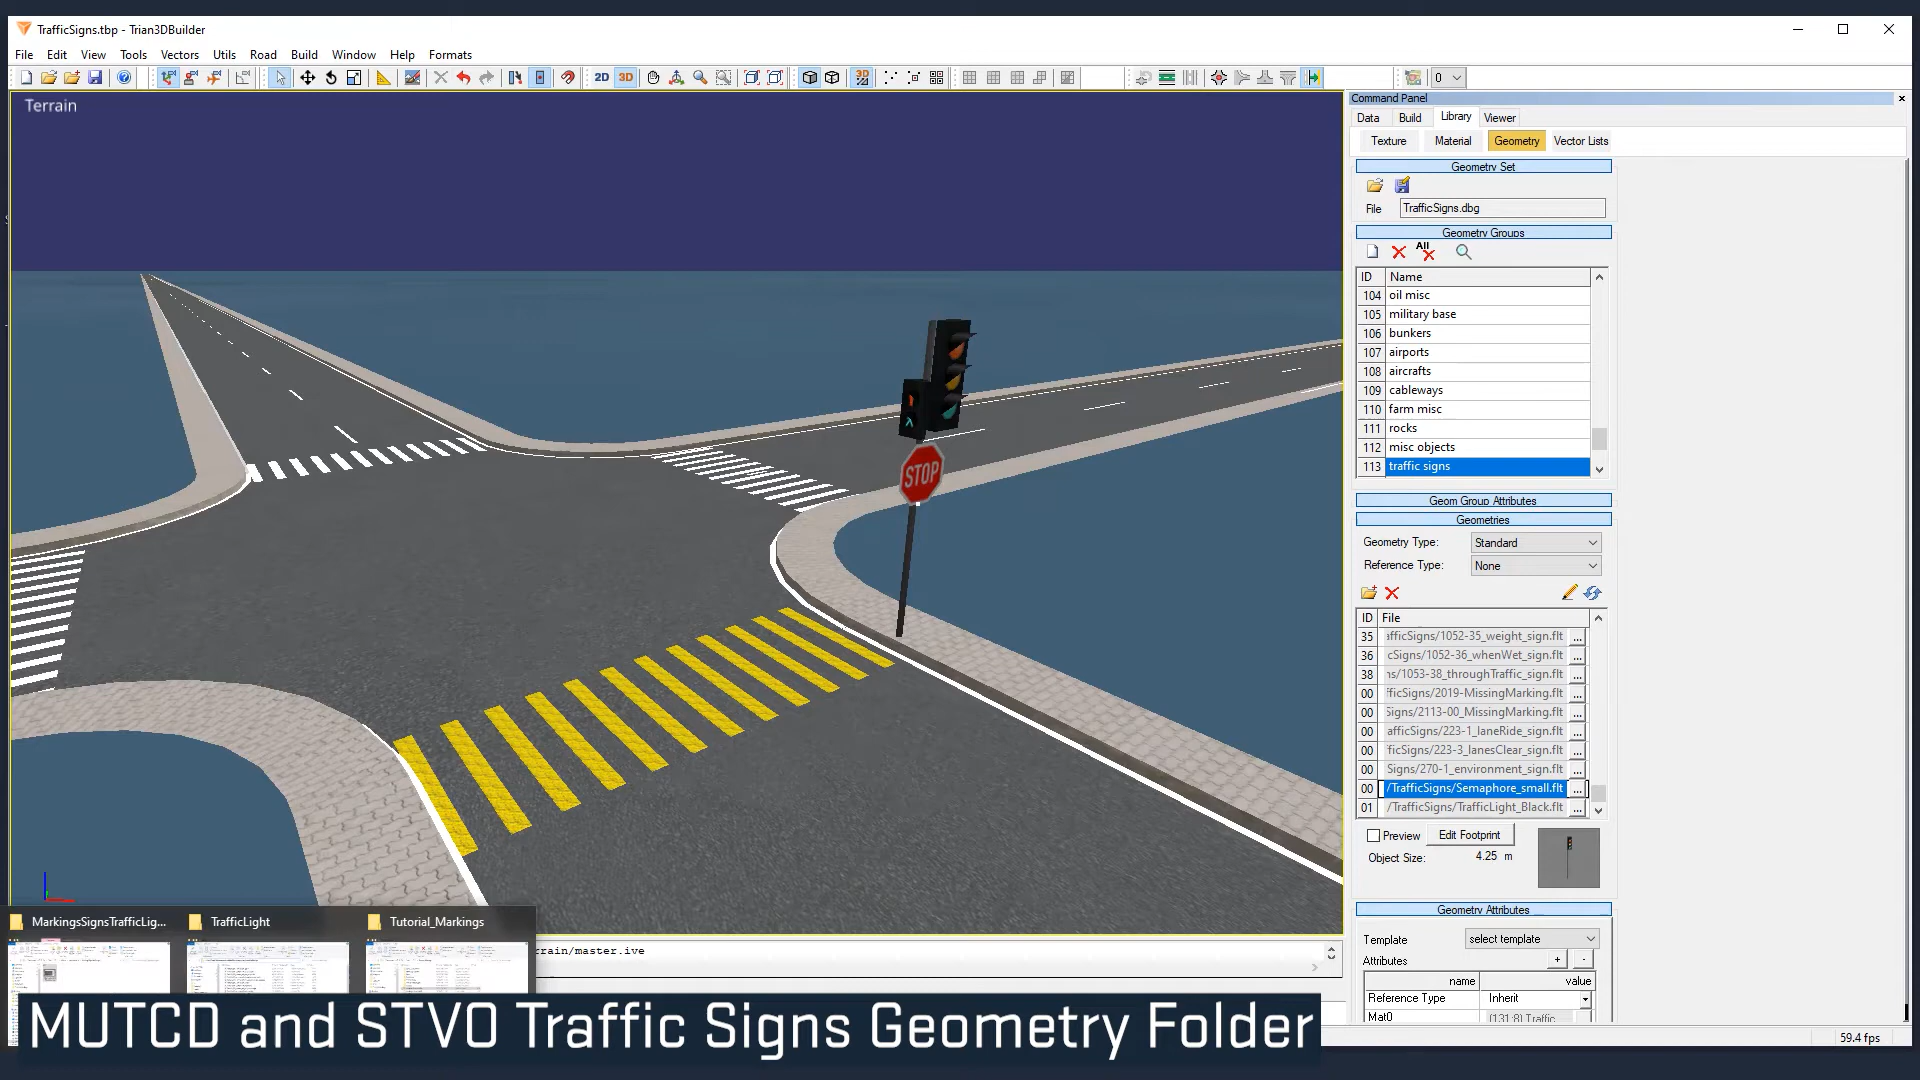 TrafficSigns.tbp - Trian3DBuilder
File Edit View Tools Vectors Utils Road Build Window Help Formats
2D 3D 3D 0
Terrain
STOP
Command Panel
Data Build Library Viewer
Texture Material Geometry Vector Lists
Geometry Set
File TrafficSigns.dbg
Geometry Groups
All
ID Name
104 oil misc
105 military base
106 bunkers
107 airports
108 aircrafts
109 cableways
110 farm misc
111 rocks
112 misc objects
113 traffic signs
Geom Group Attributes
Geometries
Geometry Type: Standard
Reference Type: None
ID File
35 afficSigns/1052-35_weight_sign.flt ...
36 cSigns/1052-36_whenWet_sign.flt ...
38 ns/1053-38_throughTraffic_sign.flt ...
00 fficSigns/2019-MissingMarking.flt ...
00 Signs/2113-00_MissingMarking.flt ...
00 afficSigns/223-1_laneRide_sign.flt ...
00 fficSigns/223-3_lanesClear_sign.flt ...
00 Signs/270-1_environment_sign.flt ...
00 /TrafficSigns/Semaphore_small.flt ...
01 /TrafficSigns/TrafficLight_Black.flt ...
Preview Edit Footprint
Object Size: 4.25 m
Geometry Attributes
Template select template
Attributes + -
name value
Reference Type Inherit
Mat0 (131:8) Traffic
MarkingsSignsTrafficLig... TrafficLight Tutorial_Markings
rrain/master.ive
MUTCD and STVO Traffic Signs Geometry Folder
59.4 fps